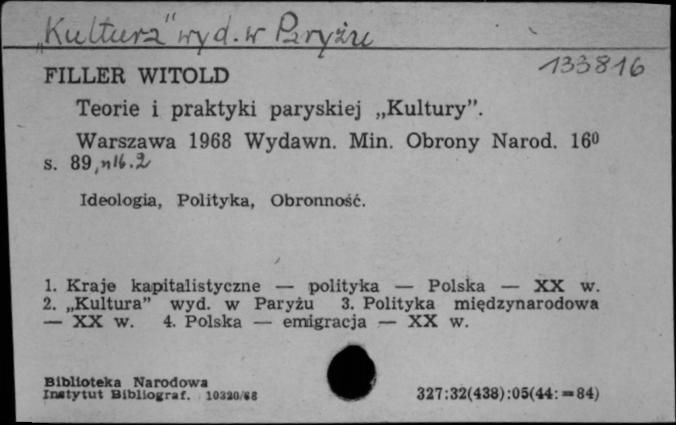 „Kultura” wyd. w Paryżu
133816
FILLER WITOLD
Teorie i praktyki paryskiej „Kultury”.
Warszawa 1968 Wydawn. Min. Obrony Narod. 16⁰
s. 89, nlb. 2
Ideologia, Polityka, Obronność.
1. Kraje kapitalistyczne — polityka — Polska — XX w.
2. „Kultura” wyd. w Paryżu 3. Polityka międzynarodowa
— XX w. 4. Polska — emigracja — XX w.
Biblioteka Narodowa
Instytut Bibliograf. 10320/68
327:32(438):05(44:=84)